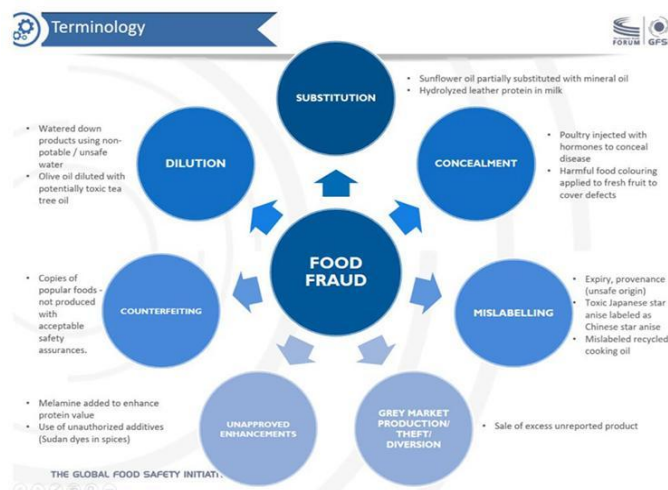 Terminology
FORUM
GFS
SUBSTITUTION
• Sunflower oil partially substituted with mineral oil
• Hydrolyzed leather protein in milk
CONCEALMENT
• Poultry injected with
hormones to conceal
disease
• Harmful food colouring
applied to fresh fruit to
cover defects
MISLABELLING
• Expiry, provenance
(unsafe origin)
• Toxic Japanese star
anise labeled as
Chinese star anise
• Mislabeled recycled
cooking oil
GREY MARKET
PRODUCTION/
THEFT/
DIVERSION
• Sale of excess unreported product
UNAPPROVED
ENHANCEMENTS
• Melamine added to enhance
protein value
• Use of unauthorized additives
(Sudan dyes in spices)
COUNTERFEITING
• Copies of
popular foods -
not produced
with
acceptable
safety
assurances.
DILUTION
• Watered down
products using non-
potable / unsafe
water
• Olive oil diluted with
potentially toxic tea
tree oil
FOOD
FRAUD
THE GLOBAL FOOD SAFETY INITIATI